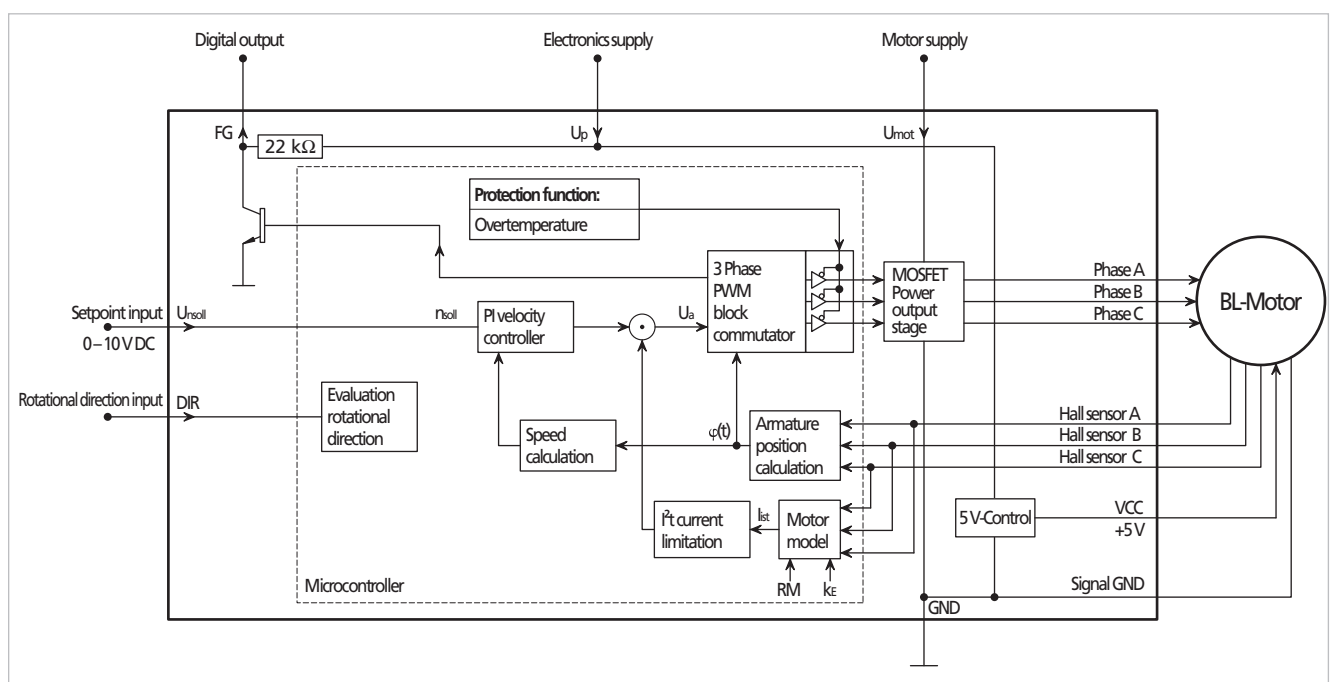 Digital output
Electronics supply
Motor supply
FG
22 kΩ
Up
Umot
Protection function:
Overtemperature
3 Phase
PWM
block
commutator
MOSFET
Power
output
stage
Phase A
Phase B
Phase C
BL-Motor
Setpoint input
0–10 V DC
Unsoll
nsoll
PI velocity
controller
Ua
Rotational direction input
DIR
Evaluation
rotational
direction
Speed
calculation
φ(t)
Armature
position
calculation
Hall sensor A
Hall sensor B
Hall sensor C
I²t current
limitation
Iist
Motor
model
RM
kE
5 V-Control
VCC
+5 V
Microcontroller
GND
Signal GND